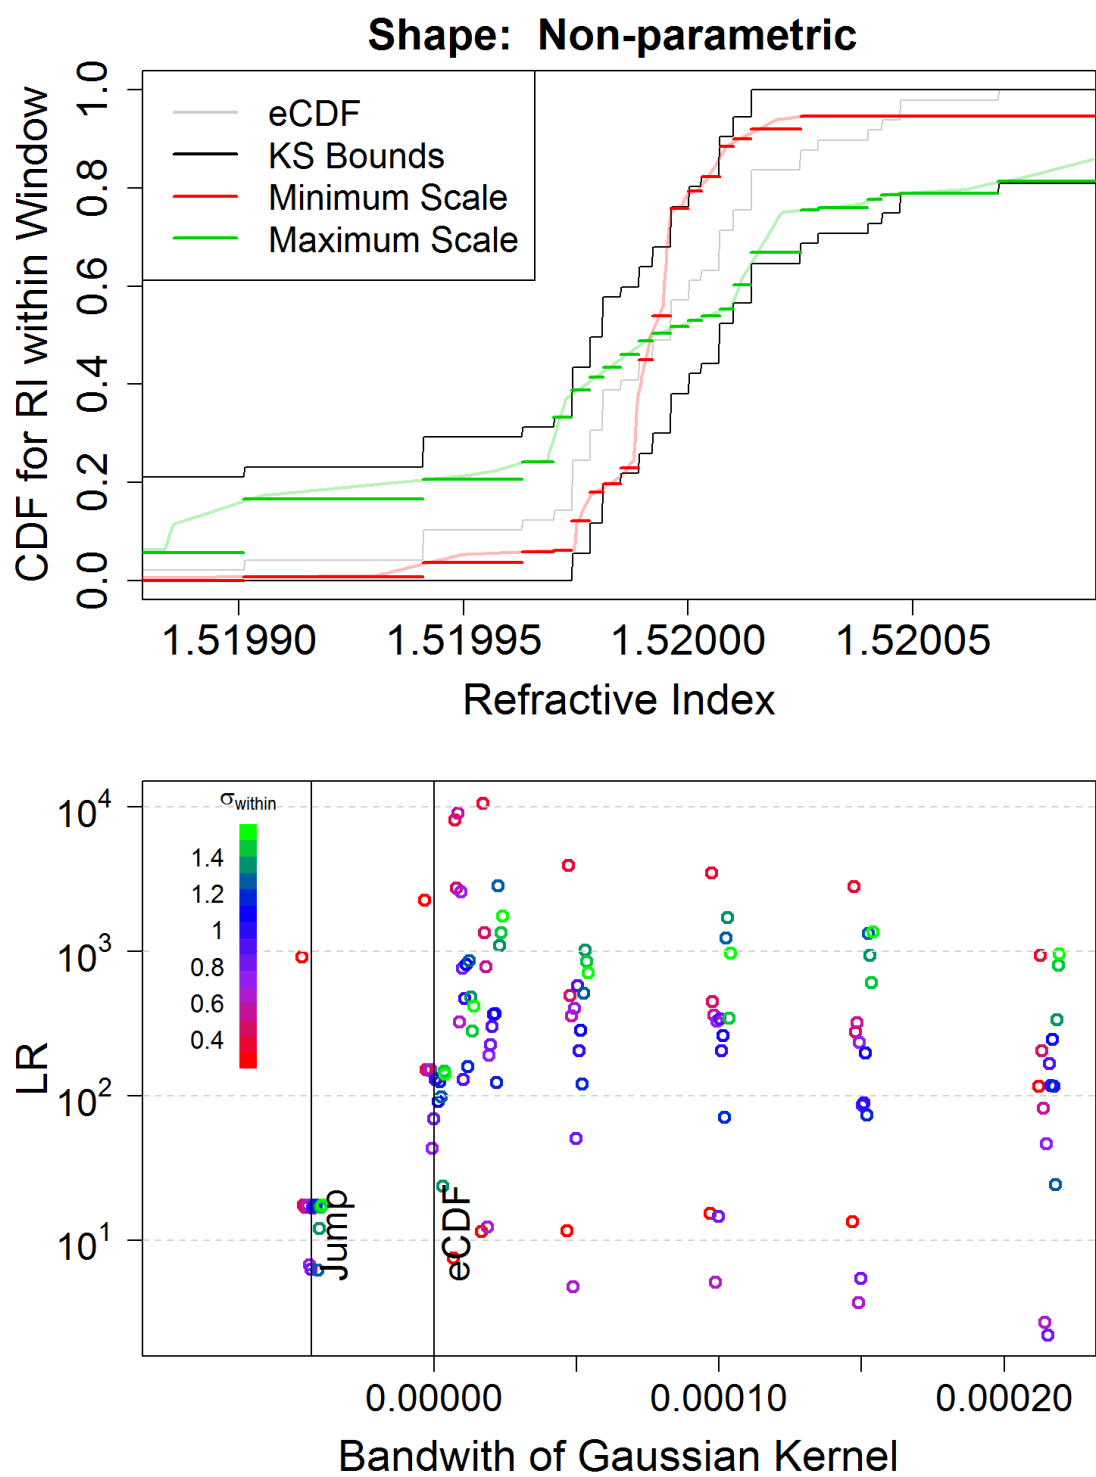 Shape: Non-parametric
CDF for RI within Window
1.0
0.8
0.6
0.4
0.2
0.0
eCDF
KS Bounds
Minimum Scale
Maximum Scale
1.51990
1.51995
1.52000
1.52005
Refractive Index
LR
10^4
10^3
10^2
10^1
σwithin
1.4
1.2
1
0.8
0.6
0.4
Jump
eCDF
0.00000
0.00010
0.00020
Bandwith of Gaussian Kernel